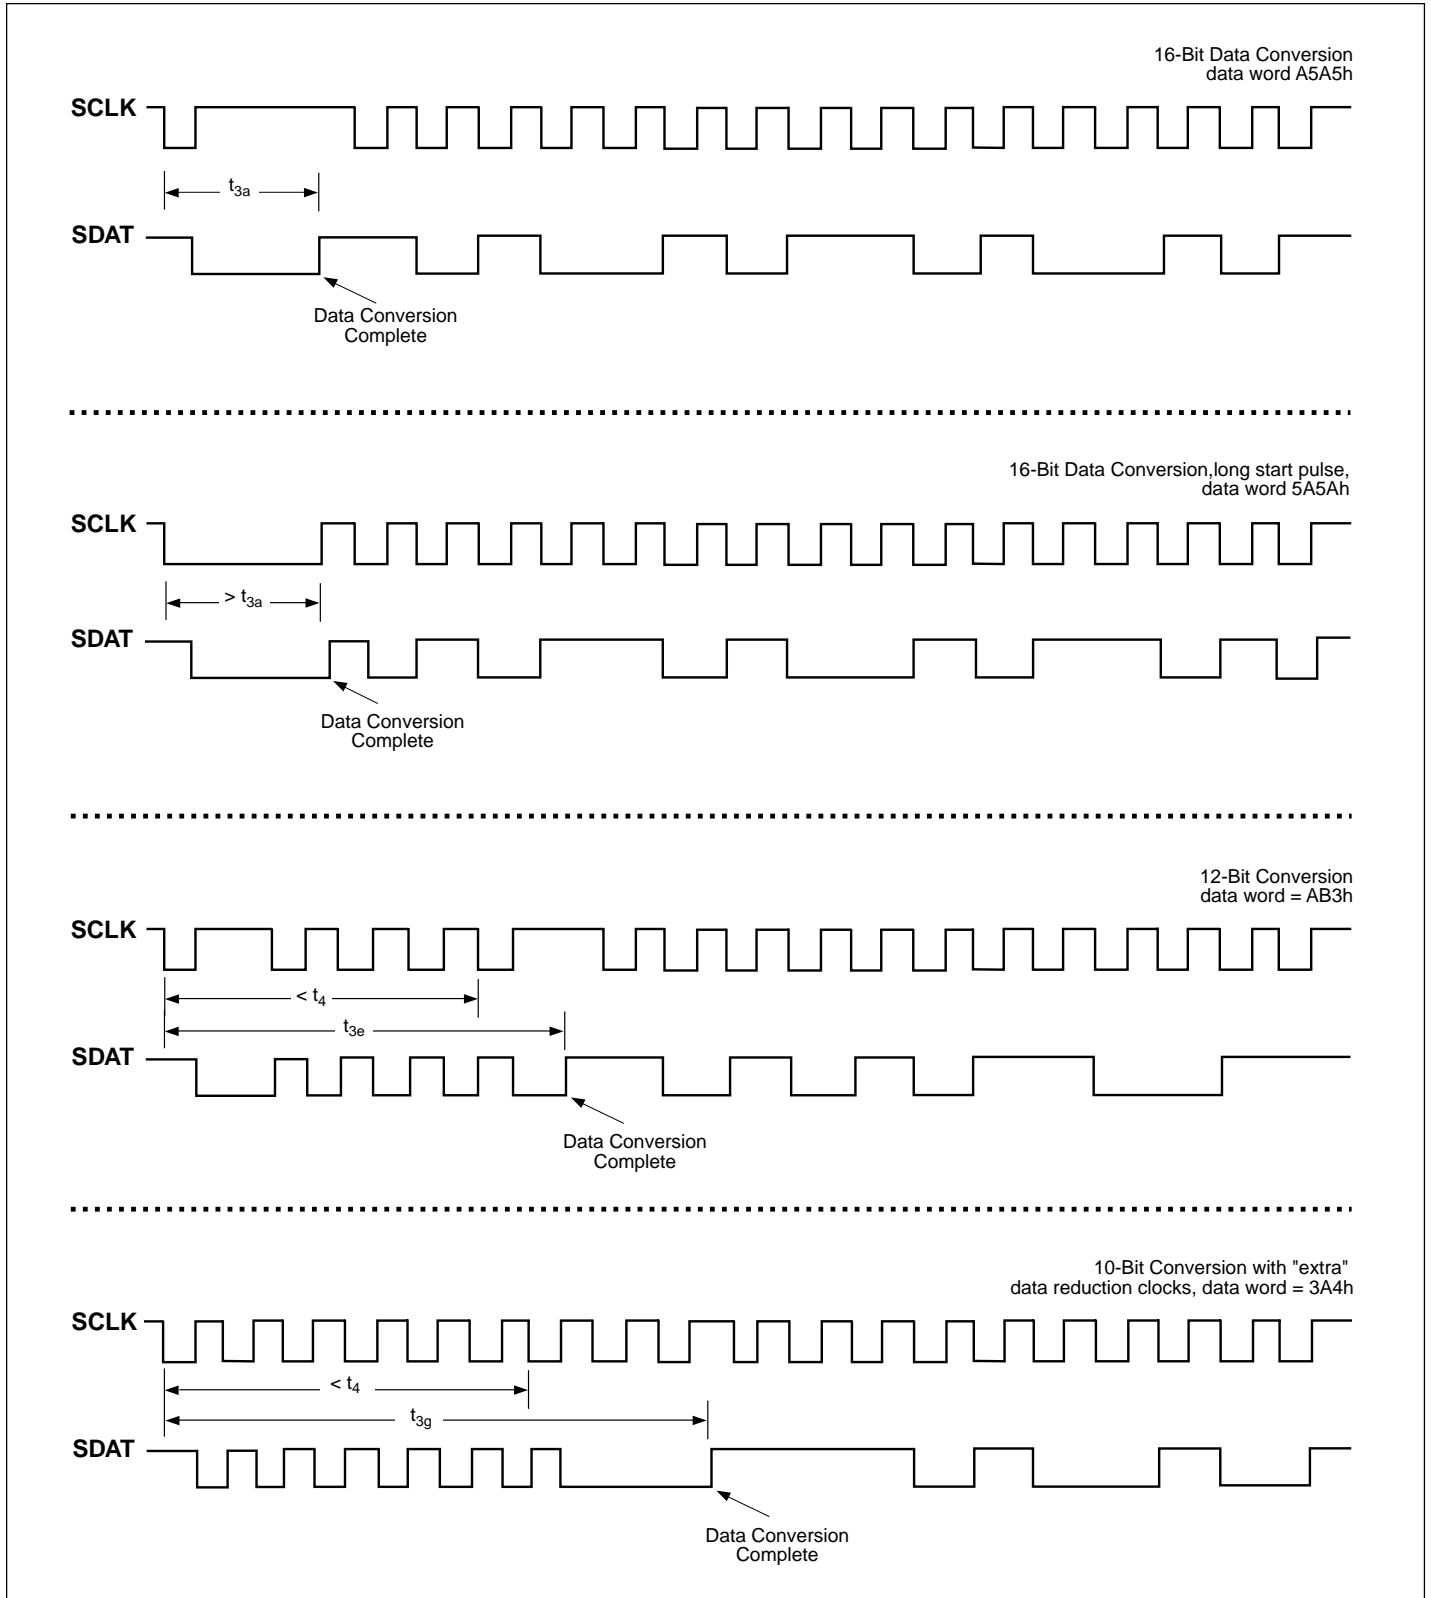 16-Bit Data Conversion
data word A5A5h
SCLK
t3a
SDAT
Data Conversion
Complete
16-Bit Data Conversion,long start pulse,
data word 5A5Ah
SCLK
> t3a
SDAT
Data Conversion
Complete
12-Bit Conversion
data word = AB3h
SCLK
< t4
t3e
SDAT
Data Conversion
Complete
10-Bit Conversion with "extra"
data reduction clocks, data word = 3A4h
SCLK
< t4
t3g
SDAT
Data Conversion
Complete